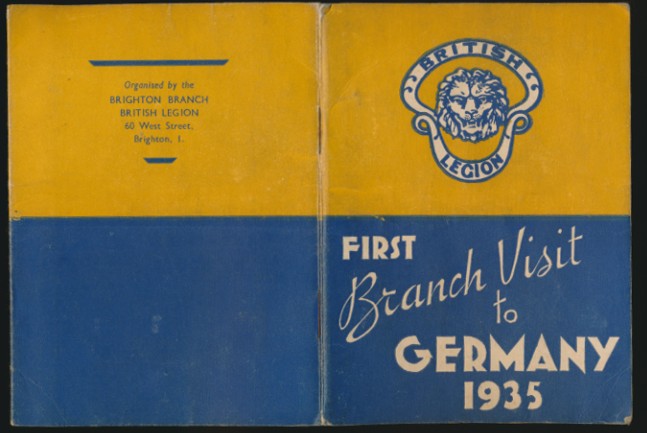 Organised by the
BRIGHTON BRANCH
BRITISH LEGION
60 West Street,
Brighton, 1.
BRITISH
LEGION
FIRST
Branch Visit
to
GERMANY
1935